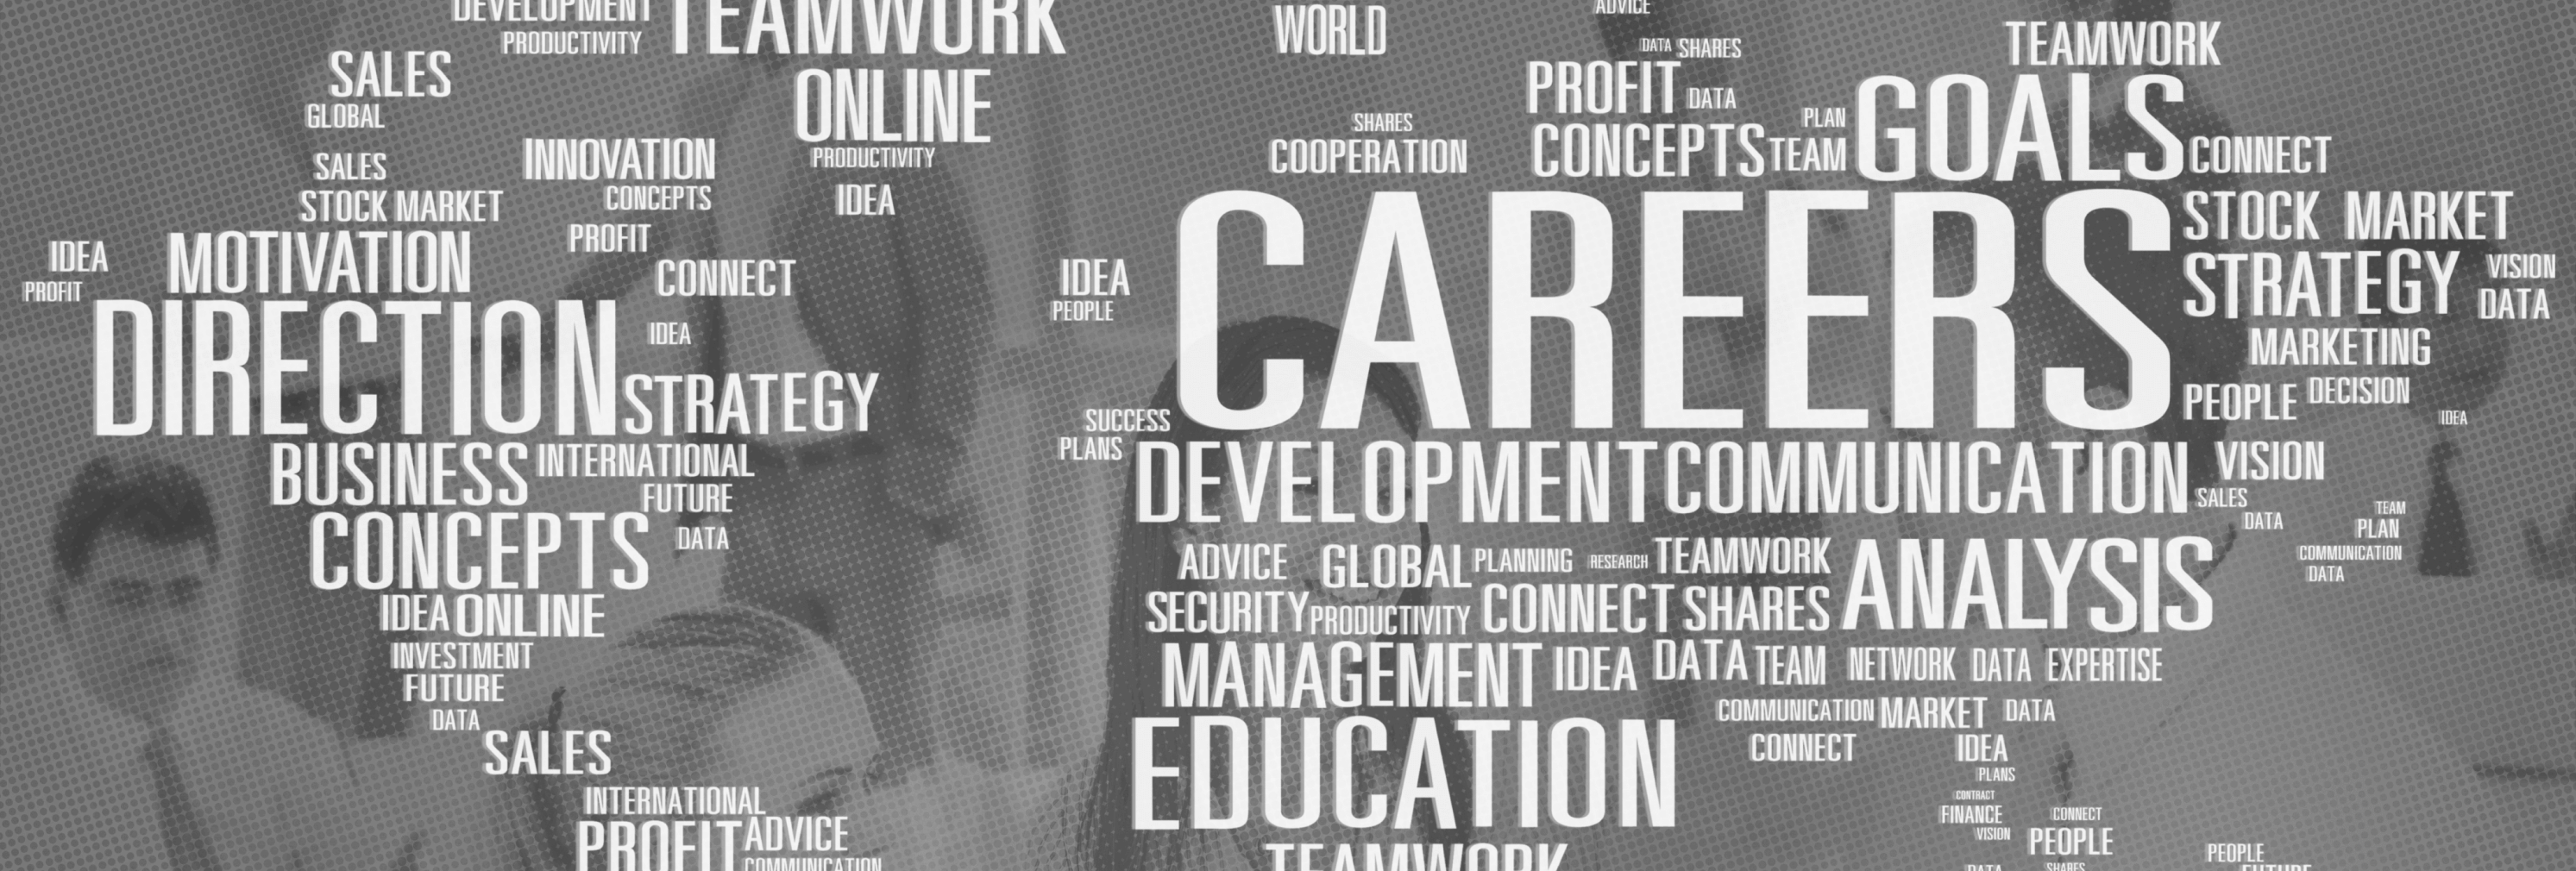 DEVELOPMENT
TEAMWORK
PRODUCTIVITY
SALES
GLOBAL
ONLINE
PRODUCTIVITY
IDEA
SALES
STOCK MARKET
INNOVATION
CONCEPTS
PROFIT
CONNECT
IDEA
PROFIT
MOTIVATION
DIRECTION
IDEA
STRATEGY
BUSINESS INTERNATIONAL
FUTURE
CONCEPTS
DATA
IDEA ONLINE
INVESTMENT
FUTURE
DATA
SALES
INTERNATIONAL
PROFIT ADVICE
COMMUNICATION
WORLD
ADVICE
DATA SHARES
PROFIT DATA
SHARES
COOPERATION
CONCEPTS
PLAN
TEAM
TEAMWORK
GOALS
CONNECT
IDEA
PEOPLE
CAREERS
STOCK MARKET
STRATEGY
VISION
DATA
MARKETING
PEOPLE DECISION
IDEA
SUCCESS
PLANS
DEVELOPMENT COMMUNICATION
VISION
SALES
DATA
TEAM
PLAN
COMMUNICATION
DATA
ADVICE GLOBAL PLANNING RESEARCH TEAMWORK
SECURITY PRODUCTIVITY CONNECT SHARES
ANALYSIS
MANAGEMENT IDEA DATA TEAM NETWORK DATA EXPERTISE
COMMUNICATION MARKET DATA
EDUCATION
CONNECT
IDEA
PLANS
CONTRACT
FINANCE
CONNECT
VISION
PEOPLE
TEAMWORK
DATA
SHARES
PEOPLE
FUTURE